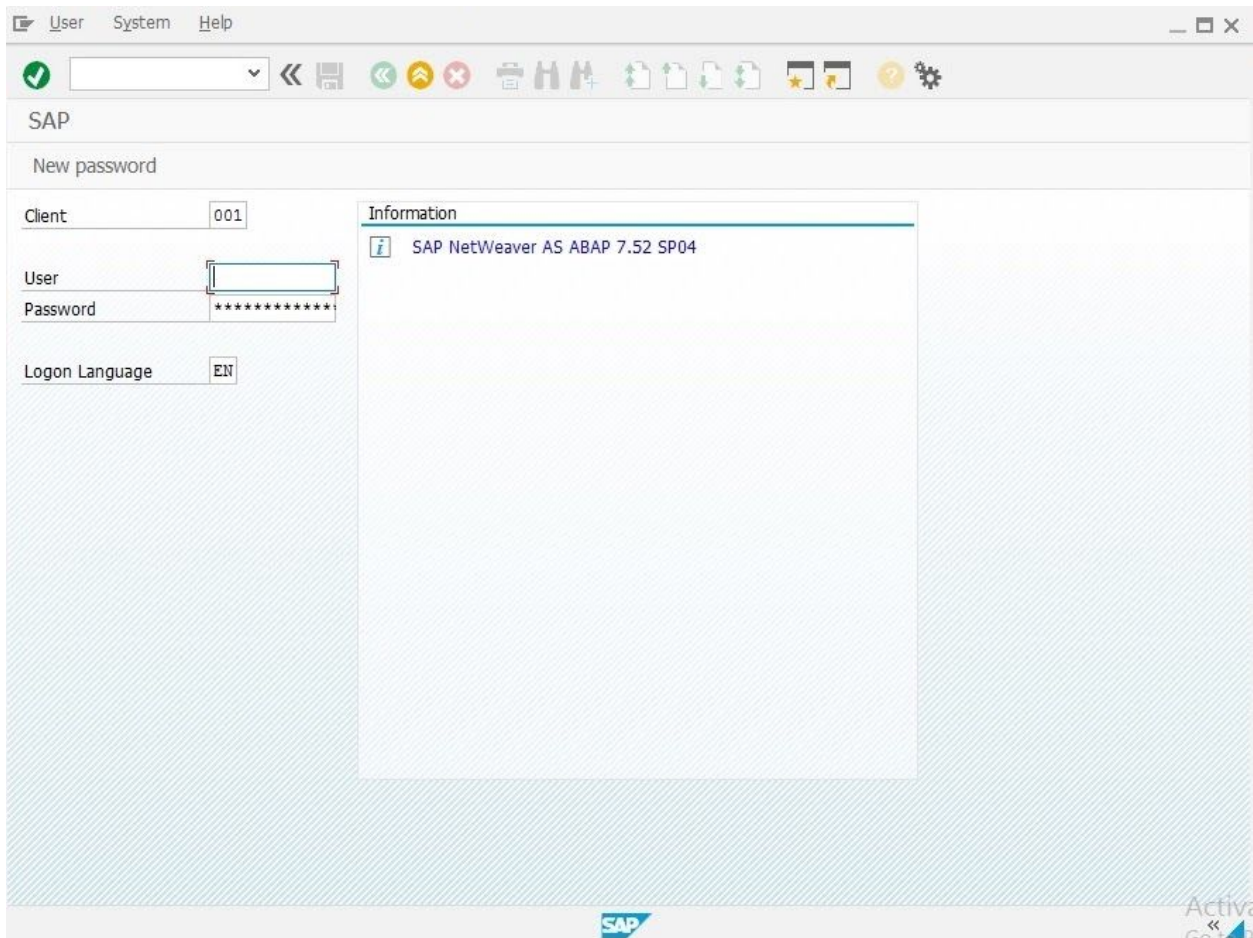 User System Help
SAP
New password
Client 001
Information
i SAP NetWeaver AS ABAP 7.52 SP04
User
Password *************
Logon Language EN
SAP